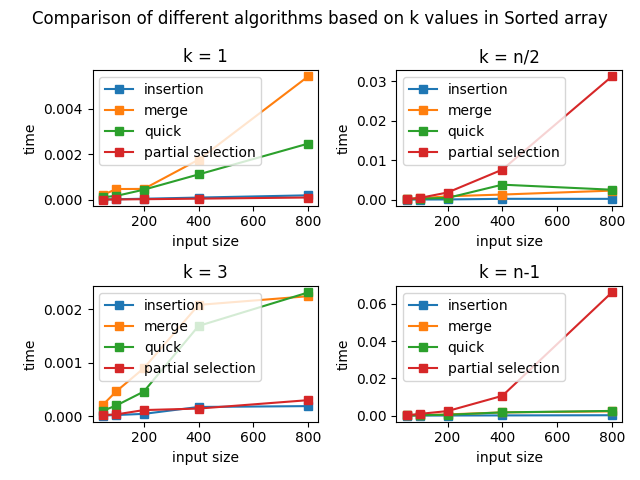 Comparison of different algorithms based on k values in Sorted array
k = 1
time
0.004
0.002
0.000
insertion
merge
quick
partial selection
200
400
600
800
input size
k = n/2
time
0.03
0.02
0.01
0.00
insertion
merge
quick
partial selection
200
400
600
800
input size
k = 3
time
0.002
0.001
0.000
insertion
merge
quick
partial selection
200
400
600
800
input size
k = n-1
time
0.06
0.04
0.02
0.00
insertion
merge
quick
partial selection
200
400
600
800
input size